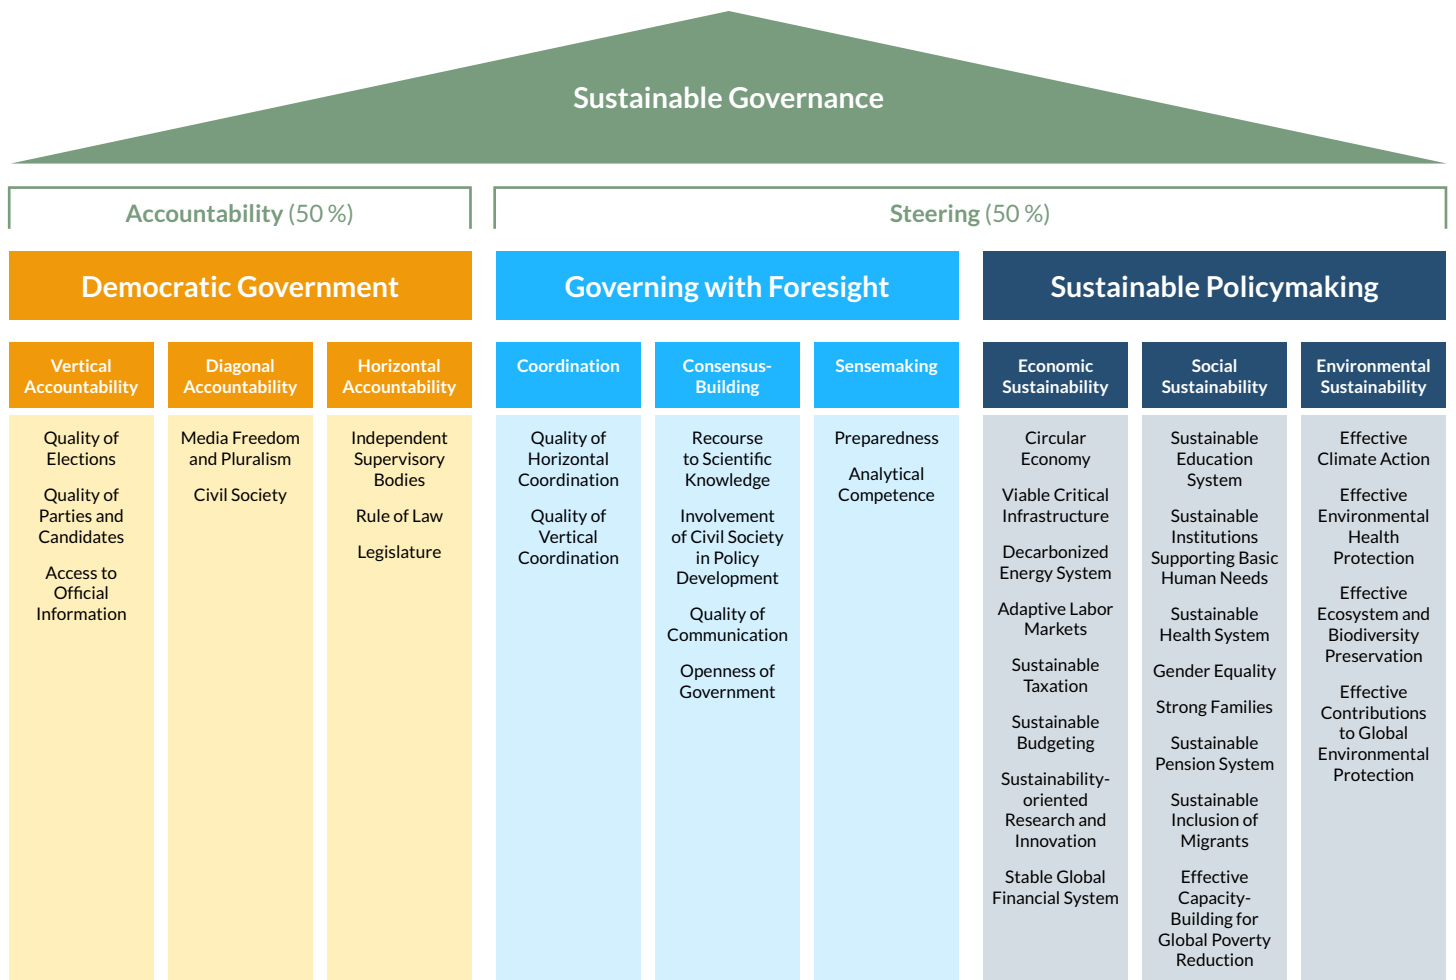 Sustainable Governance
Accountability (50 %)
Steering (50 %)
Democratic Government
Governing with Foresight
Sustainable Policymaking
Vertical
Accountability
Diagonal
Accountability
Horizontal
Accountability
Coordination
Consensus-
Building
Sensemaking
Economic
Sustainability
Social
Sustainability
Environmental
Sustainability
Quality of
Elections
Quality of
Parties and
Candidates
Access to
Official
Information
Media Freedom
and Pluralism
Civil Society
Independent
Supervisory
Bodies
Rule of Law
Legislature
Quality of
Horizontal
Coordination
Quality of
Vertical
Coordination
Recourse
to Scientific
Knowledge
Involvement
of Civil Society
in Policy
Development
Quality of
Communication
Openness of
Government
Preparedness
Analytical
Competence
Circular
Economy
Viable Critical
Infrastructure
Decarbonized
Energy System
Adaptive Labor
Markets
Sustainable
Taxation
Sustainable
Budgeting
Sustainability-
oriented
Research and
Innovation
Stable Global
Financial System
Sustainable
Education
System
Sustainable
Institutions
Supporting Basic
Human Needs
Sustainable
Health System
Gender Equality
Strong Families
Sustainable
Pension System
Sustainable
Inclusion of
Migrants
Effective
Capacity-
Building for
Global Poverty
Reduction
Effective
Climate Action
Effective
Environmental
Health
Protection
Effective
Ecosystem and
Biodiversity
Preservation
Effective
Contributions
to Global
Environmental
Protection